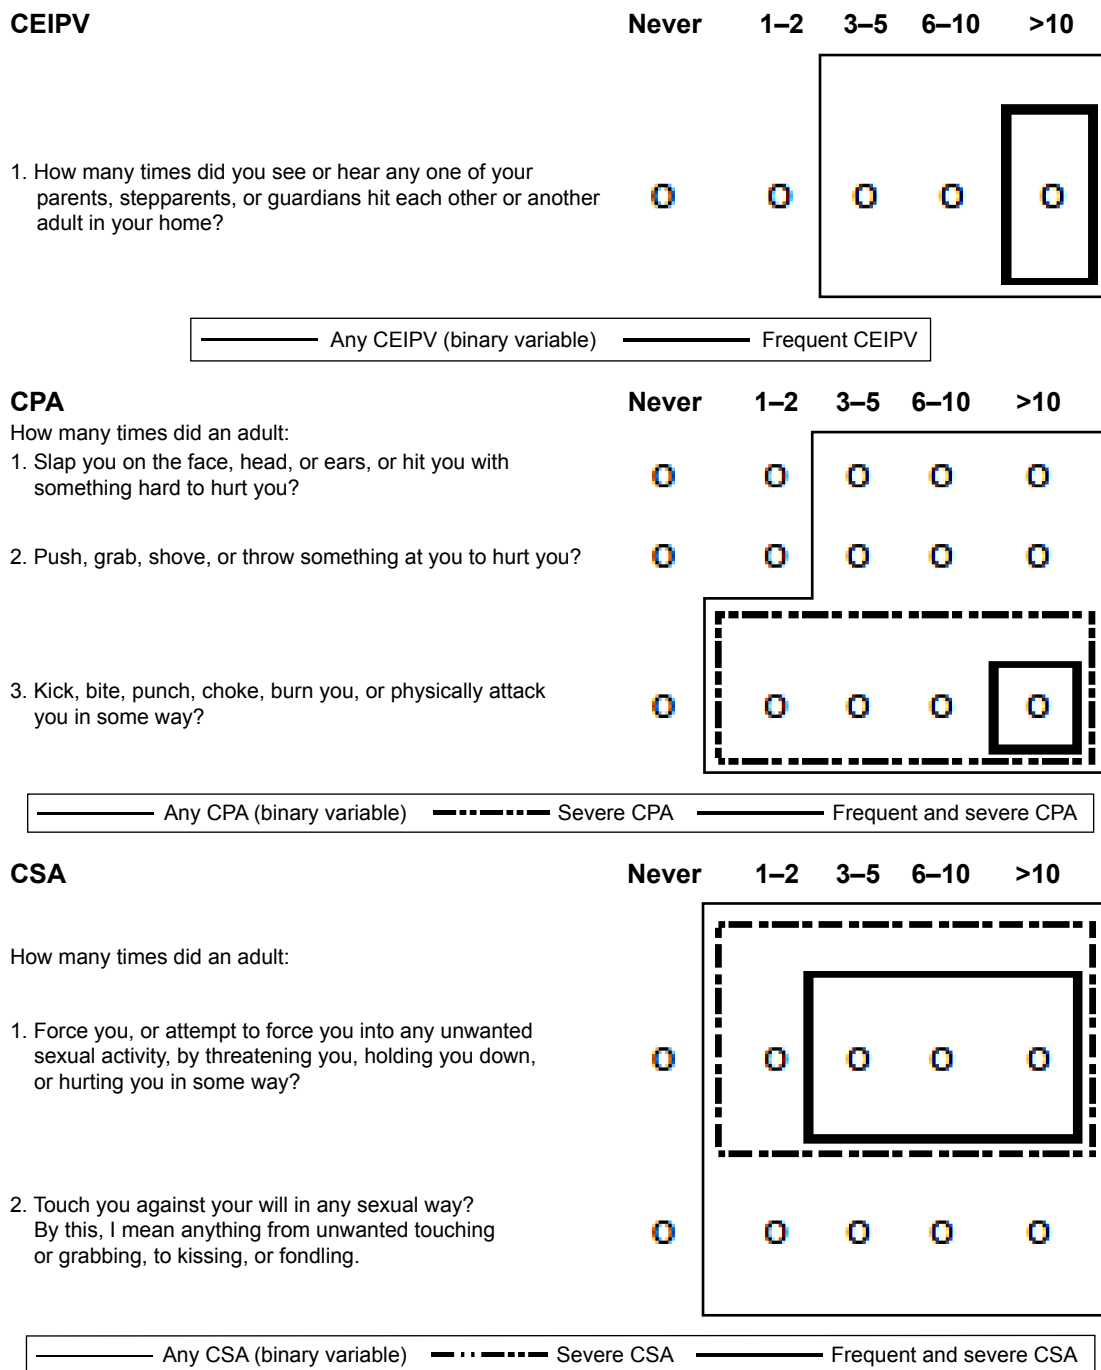 CEIPV Never 1–2 3–5 6–10 >10
1. How many times did you see or hear any one of your
parents, stepparents, or guardians hit each other or another
adult in your home?
O O O O O
Any CEIPV (binary variable) Frequent CEIPV
CPA Never 1–2 3–5 6–10 >10
How many times did an adult:
1. Slap you on the face, head, or ears, or hit you with
something hard to hurt you?
O O O O O
2. Push, grab, shove, or throw something at you to hurt you? O O O O O
3. Kick, bite, punch, choke, burn you, or physically attack
you in some way?
O O O O O
Any CPA (binary variable) Severe CPA Frequent and severe CPA
CSA Never 1–2 3–5 6–10 >10
How many times did an adult:
1. Force you, or attempt to force you into any unwanted
sexual activity, by threatening you, holding you down,
or hurting you in some way?
O O O O O
2. Touch you against your will in any sexual way?
By this, I mean anything from unwanted touching
or grabbing, to kissing, or fondling.
O O O O O
Any CSA (binary variable) Severe CSA Frequent and severe CSA